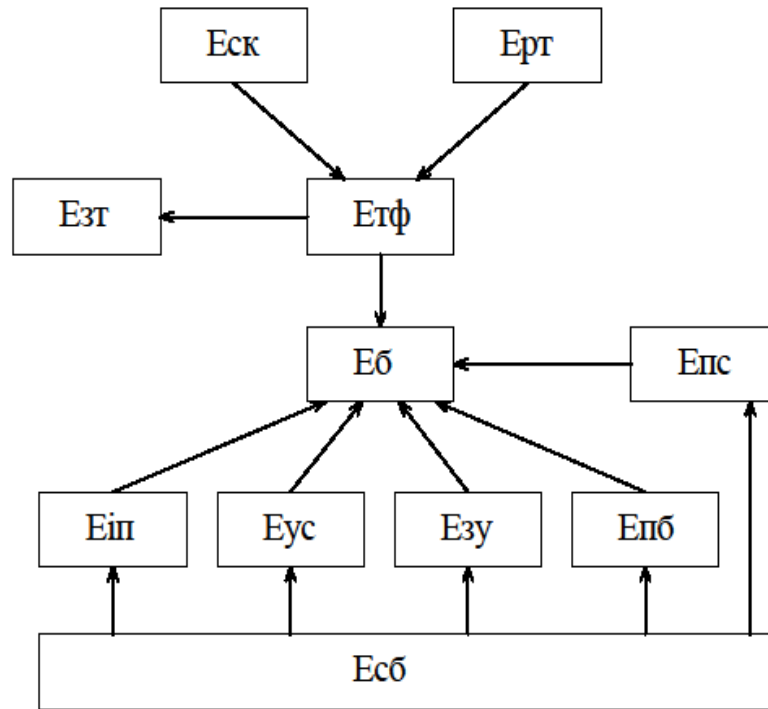 Еск
Ерт
Езт
Етф
Еб
Епс
Еіп
Еус
Езу
Епб
Есб